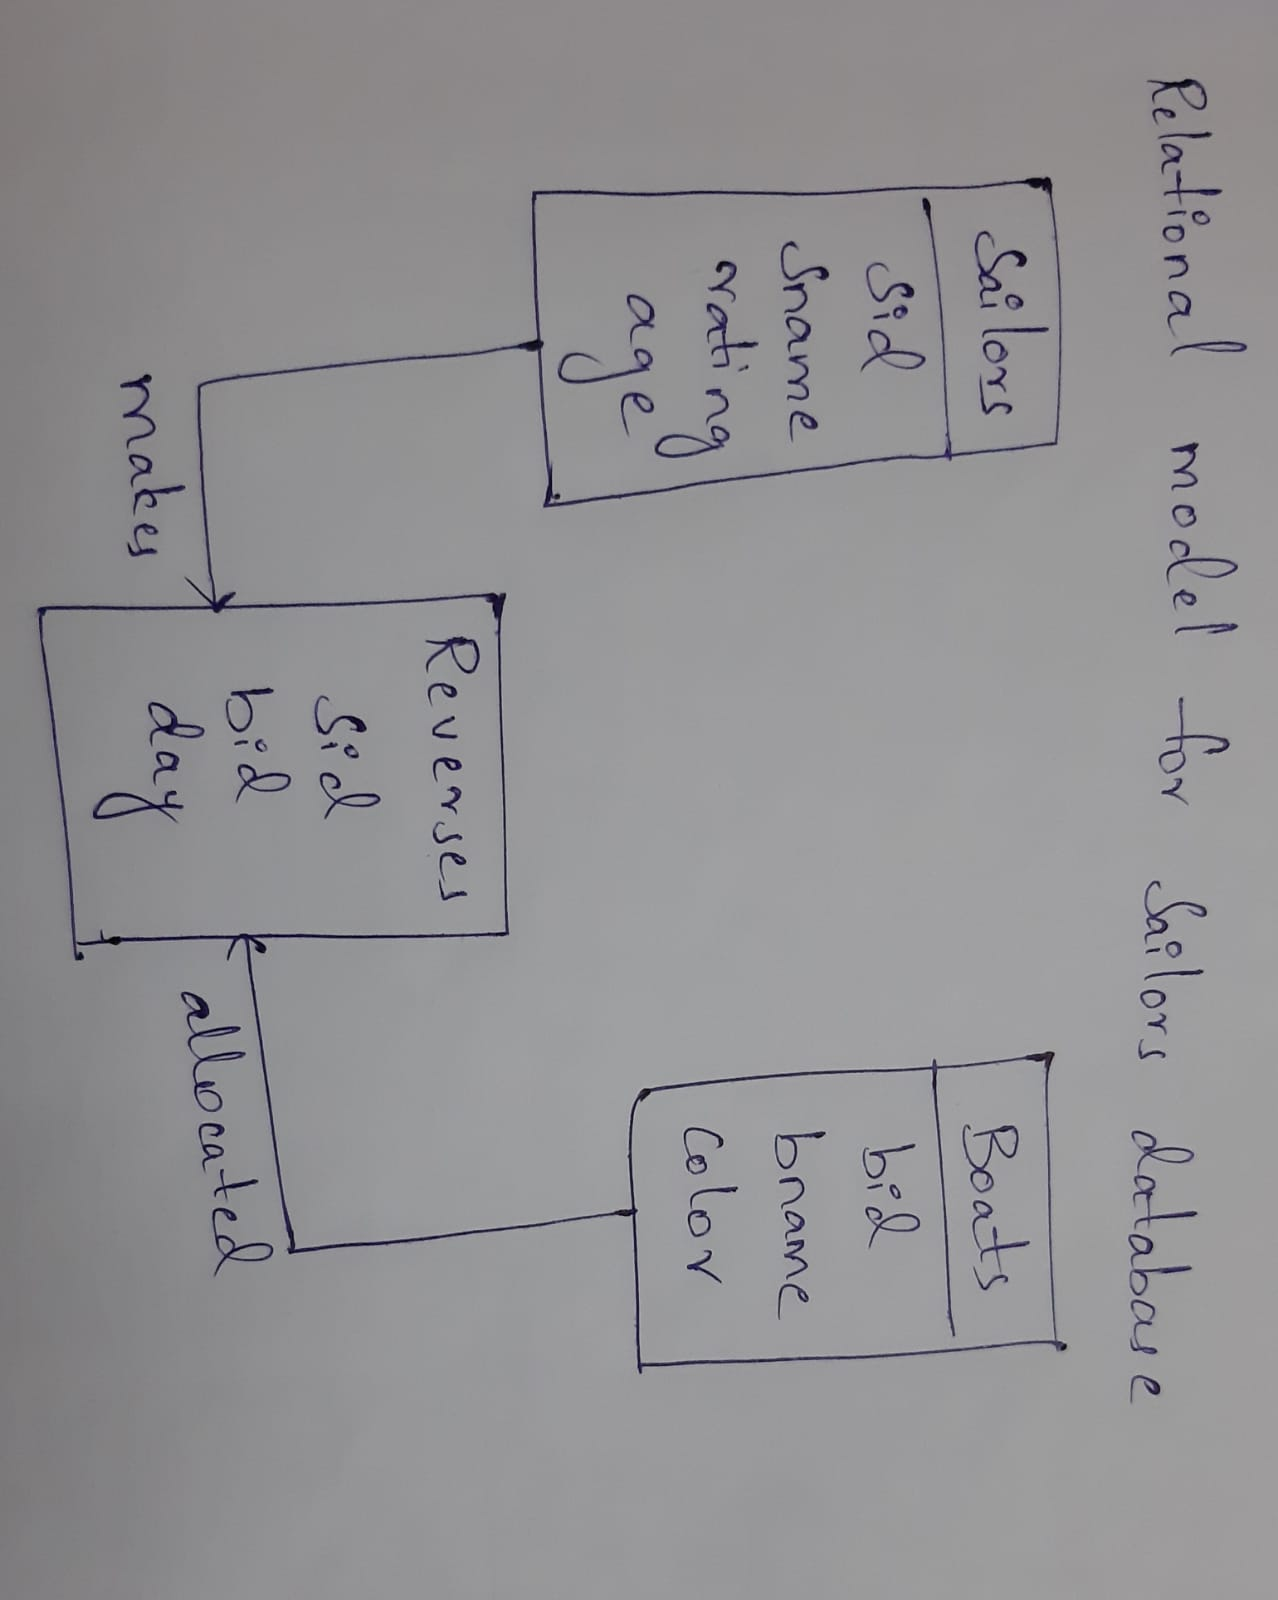 Relational model for Sailors database
Sailors
Sid
Sname
rating
age
Boats
bid
bname
Color
makes
Reverses
Sid
bid
day
allocated